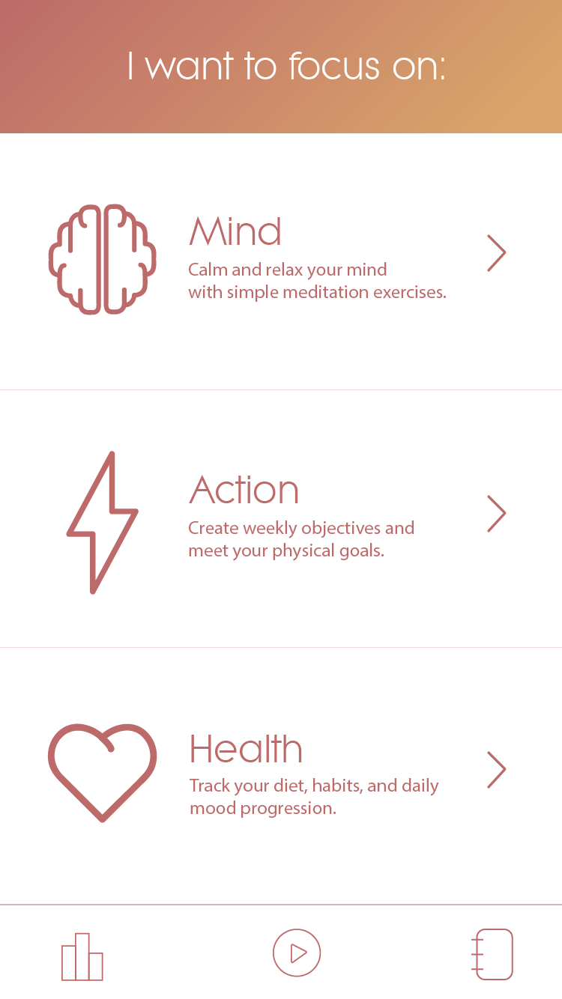 I want to focus on:
Mind
Calm and relax your mind
with simple meditation exercises.
Action
Create weekly objectives and
meet your physical goals.
Health
Track your diet, habits, and daily
mood progression.